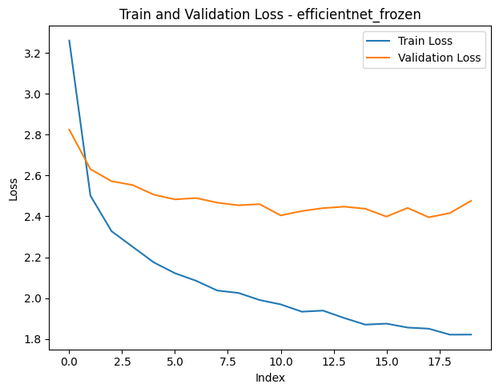 Train and Validation Loss - efficientnet_frozen
Train Loss
Validation Loss
3.2
3.0
2.8
2.6
2.4
2.2
2.0
1.8
Loss
0.0 2.5 5.0 7.5 10.0 12.5 15.0 17.5
Index